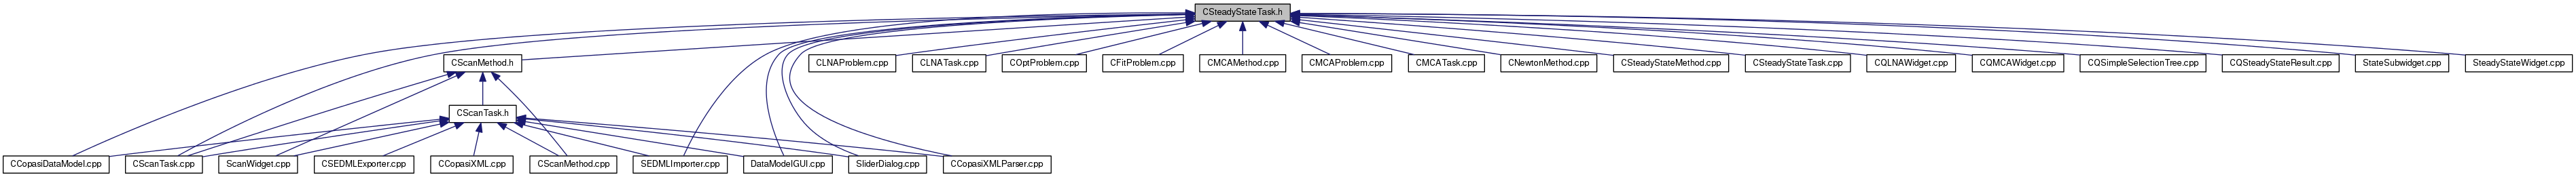 CSteadyStateTask.h
CScanMethod.h
CLNAProblem.cpp
CLNATask.cpp
COptProblem.cpp
CFitProblem.cpp
CMCAMethod.cpp
CMCAProblem.cpp
CMCATask.cpp
CNewtonMethod.cpp
CSteadyStateMethod.cpp
CSteadyStateTask.cpp
CQLNAWidget.cpp
CQMCAWidget.cpp
CQSimpleSelectionTree.cpp
CQSteadyStateResult.cpp
StateSubwidget.cpp
SteadyStateWidget.cpp
CScanTask.h
CCopasiDataModel.cpp
CScanTask.cpp
ScanWidget.cpp
CSEDMLExporter.cpp
CCopasiXML.cpp
CScanMethod.cpp
SEDMLImporter.cpp
DataModelGUI.cpp
SliderDialog.cpp
CCopasiXMLParser.cpp